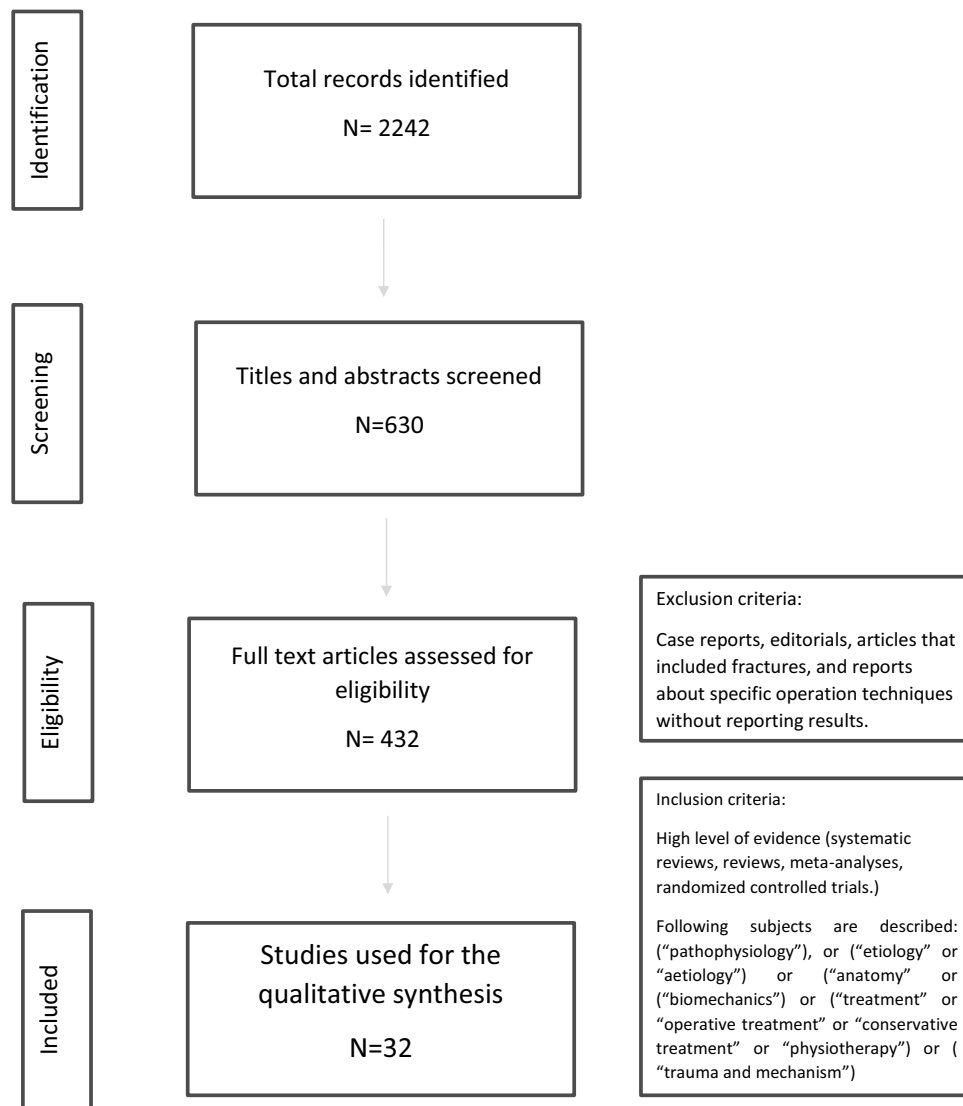 Identification
Total records identified
N= 2242
Screening
Titles and abstracts screened
N=630
Eligibility
Full text articles assessed for
eligibility
N= 432
Exclusion criteria:
Case reports, editorials, articles that
included fractures, and reports
about specific operation techniques
without reporting results.
Inclusion criteria:
High level of evidence (systematic
reviews, reviews, meta-analyses,
randomized controlled trials.)
Following subjects are described:
(“pathophysiology”), or (“etiology” or
“aetiology”) or (“anatomy” or
(“biomechanics”) or (“treatment” or
“operative treatment” or “conservative
treatment” or “physiotherapy”) or (
“trauma and mechanism”)
Included
Studies used for the
qualitative synthesis
N=32